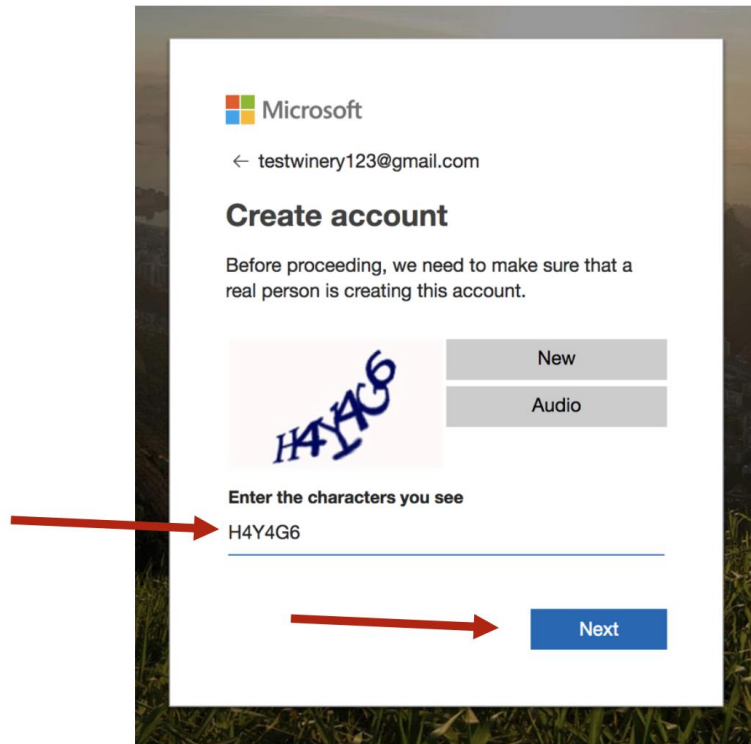 Microsoft
← testwinery123@gmail.com
Create account
Before proceeding, we need to make sure that a
real person is creating this account.
New
H4Y4G6
Audio
Enter the characters you see
H4Y4G6
Next